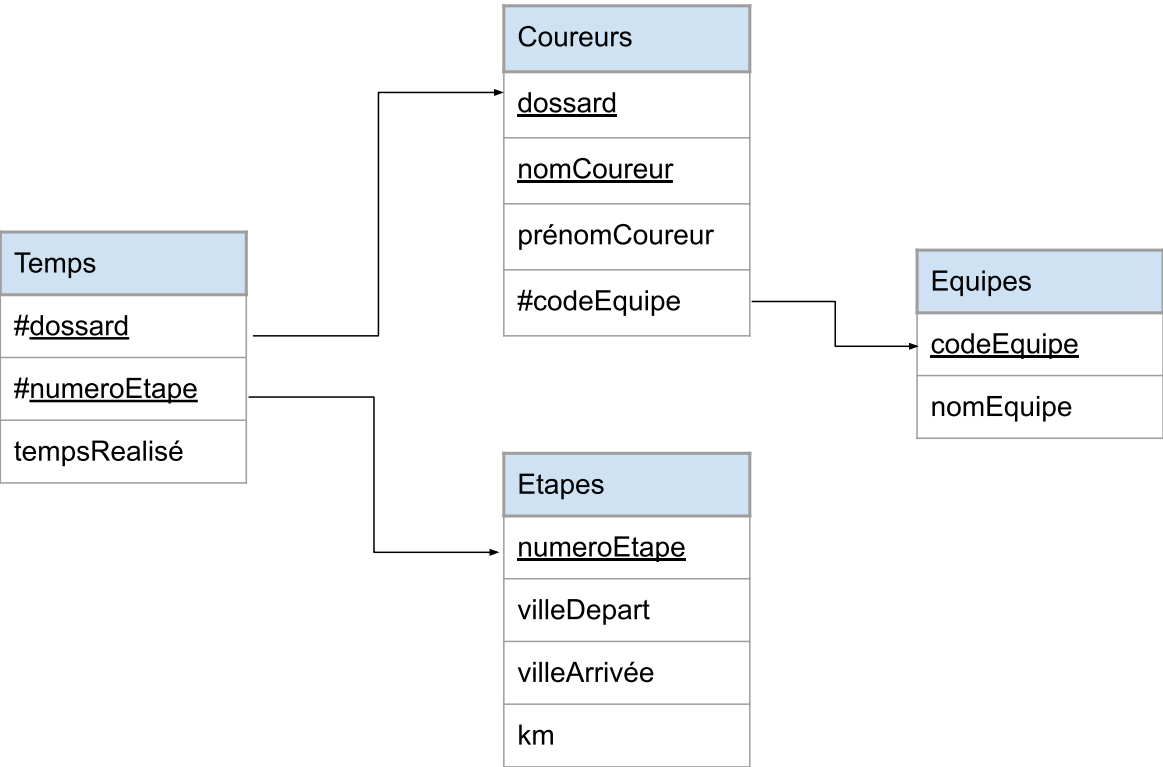 Coureurs
dossard
nomCoureur
prénomCoureur
#codeEquipe
Temps
#dossard
#numeroEtape
tempsRealisé
Equipes
codeEquipe
nomEquipe
Etapes
numeroEtape
villeDepart
villeArrivée
km